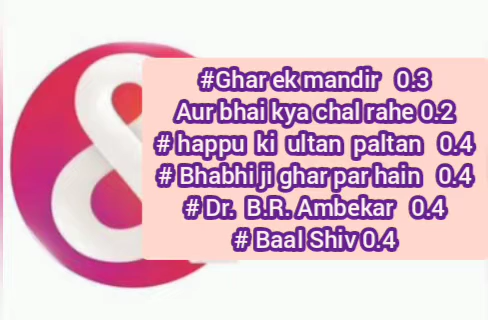 #Ghar ek mandir 0.3
Aur bhai kya chal rahe 0.2
# happu ki ultan paltan 0.4
# Bhabhi ji ghar par hain 0.4
# Dr. B.R. Ambekar 0.4
# Baal Shiv 0.4